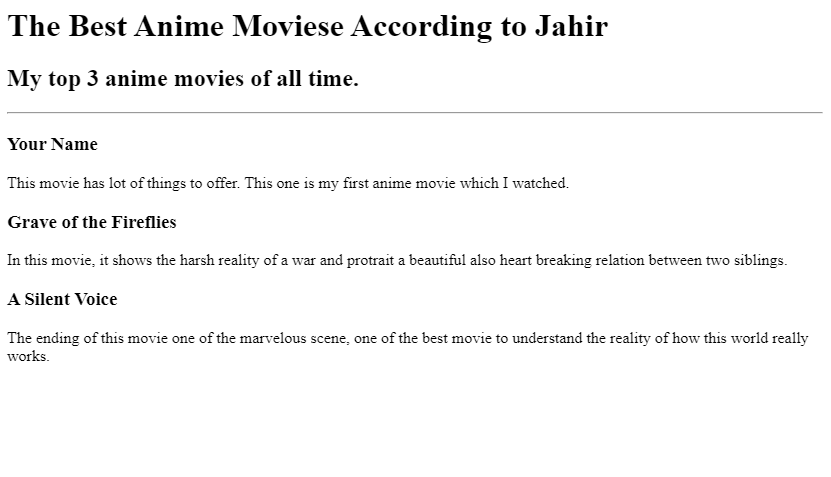 The Best Anime Moviese According to Jahir
My top 3 anime movies of all time.
Your Name
This movie has lot of things to offer. This one is my first anime movie which I watched.
Grave of the Fireflies
In this movie, it shows the harsh reality of a war and protrait a beautiful also heart breaking relation between two siblings.
A Silent Voice
The ending of this movie one of the marvelous scene, one of the best movie to understand the reality of how this world really
works.